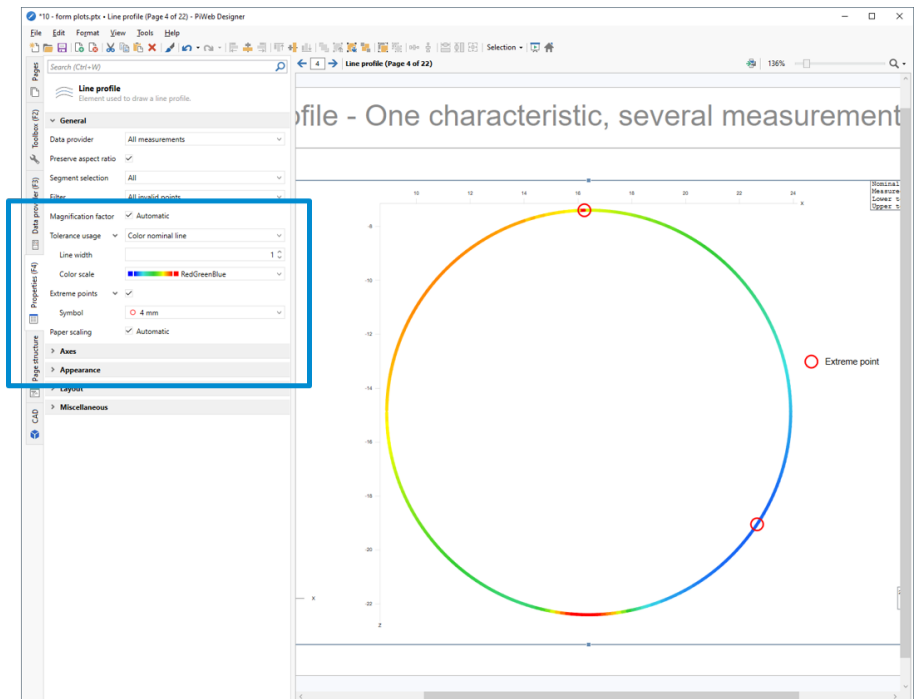 *10 - form plots.ptx • Line profile (Page 4 of 22) - PiWeb Designer
File Edit Format View Tools Help
Selection
Search (Ctrl+W)
4 Line profile (Page 4 of 22)
136%
Pages
Toolbox (F2)
Data provider (F3)
Properties (F4)
Page structure
CAD
Line profile
Element used to draw a line profile.
General
Data provider All measurements
Preserve aspect ratio
Segment selection All
Filter All invalid points
Magnification factor Automatic
Tolerance usage Color nominal line
Line width 1
Color scale RedGreenBlue
Extreme points
Symbol 4 mm
Paper scaling Automatic
Axes
Appearance
Layout
Miscellaneous
ofile - One characteristic, several measurement
Nominal
Measure
Lower t
Upper t
10 12 14 16 18 20 22 24
x
-8
-10
-12
-14
-16
-18
-20
-22
z
Extreme point
x